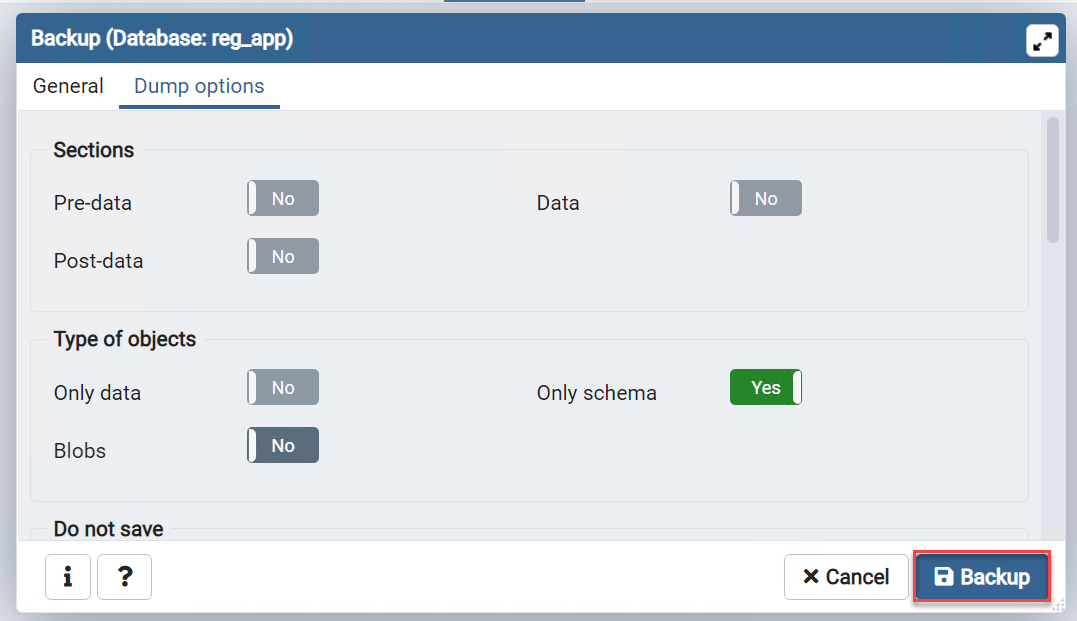 Backup (Database: reg_app)
General Dump options
Sections
Pre-data No Data No
Post-data No
Type of objects
Only data No Only schema Yes
Blobs No
Do not save
i ? Cancel Backup